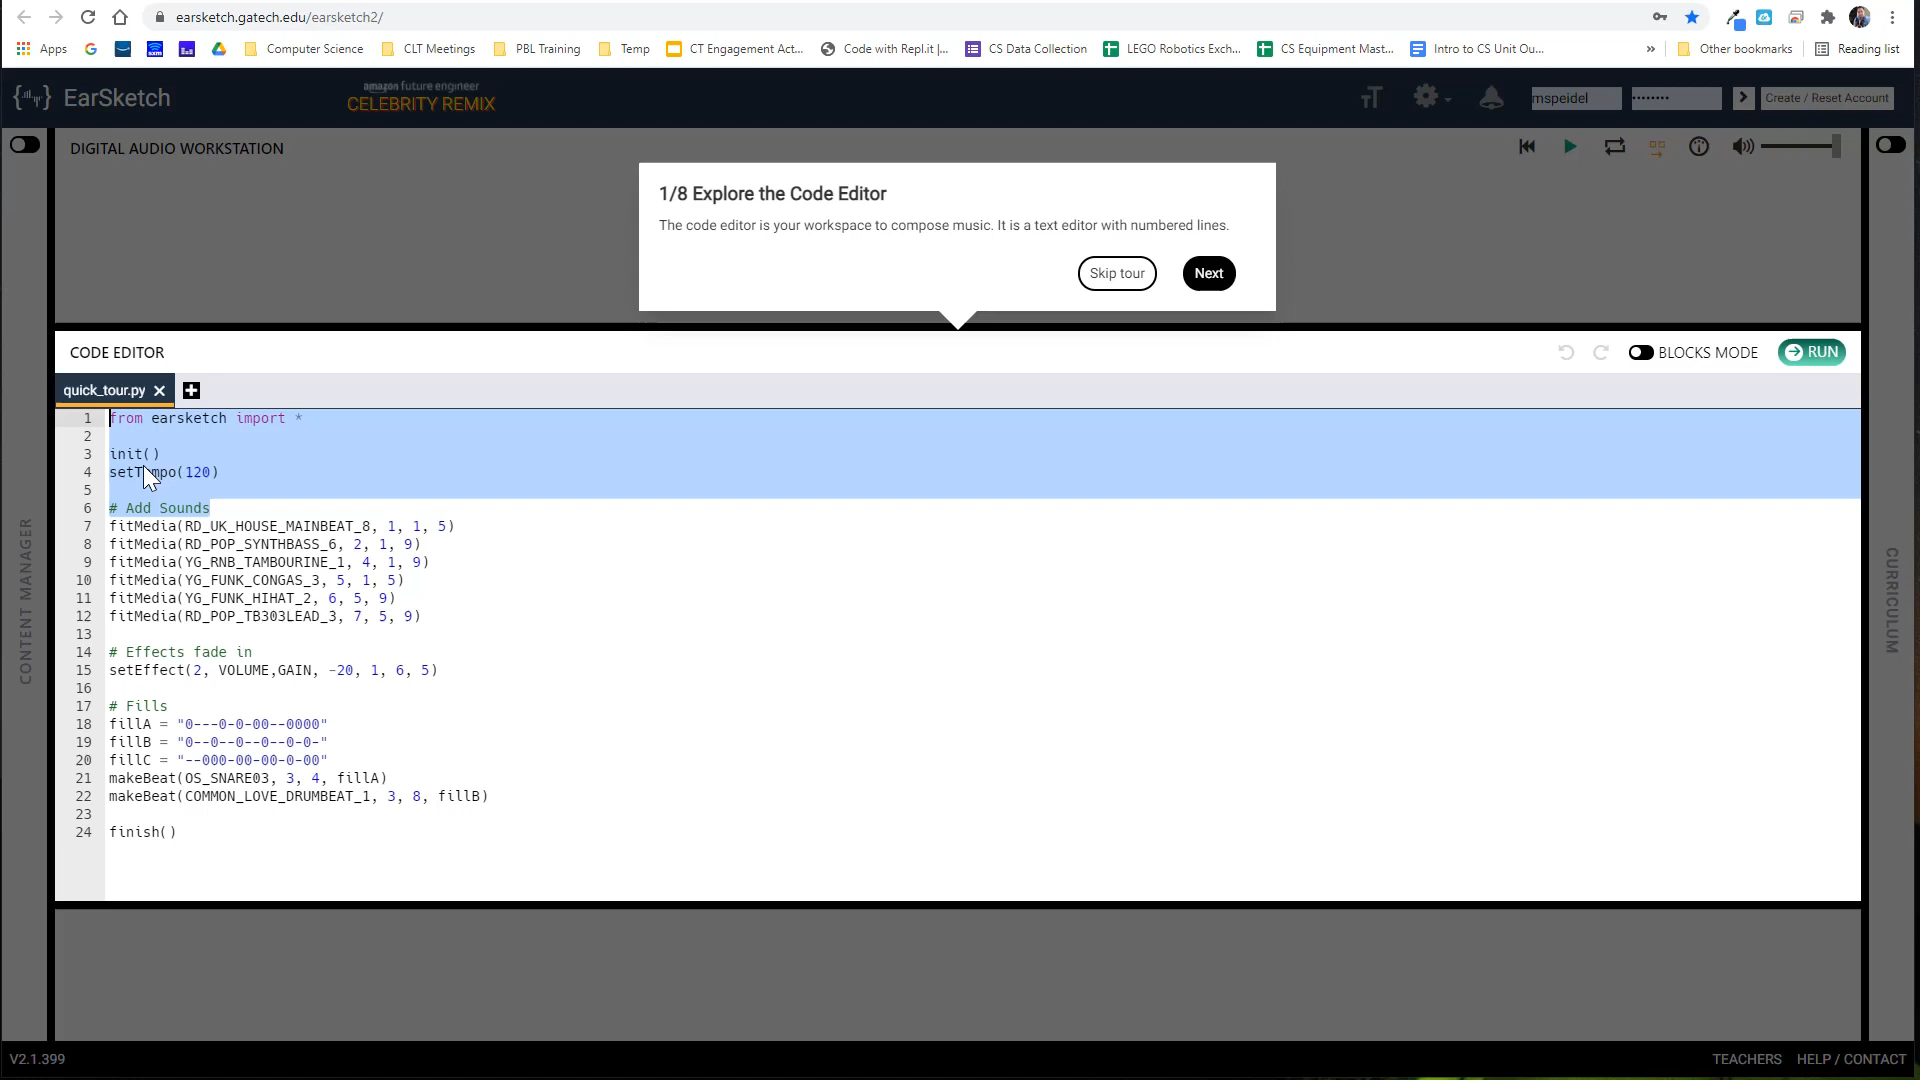 earsketch.gatech.edu/earsketch2/
Apps
Computer Science
CLT Meetings
PBL Training
Temp
CT Engagement Act...
Code with Repl.it |...
CS Data Collection
LEGO Robotics Exch...
CS Equipment Mast...
Intro to CS Unit Ou...
»
Other bookmarks
Reading list
EarSketch
amazon future engineer
CELEBRITY REMIX
mspeidel
••••••••
Create / Reset Account
DIGITAL AUDIO WORKSTATION
1/8 Explore the Code Editor
The code editor is your workspace to compose music. It is a text editor with numbered lines.
Skip tour
Next
CODE EDITOR
BLOCKS MODE
RUN
quick_tour.py
1 from earsketch import *
2
3 init()
4 setTempo(120)
5
6 # Add Sounds
7 fitMedia(RD_UK_HOUSE_MAINBEAT_8, 1, 1, 5)
8 fitMedia(RD_POP_SYNTHBASS_6, 2, 1, 9)
9 fitMedia(YG_RNB_TAMBOURINE_1, 4, 1, 9)
10 fitMedia(YG_FUNK_CONGAS_3, 5, 1, 5)
11 fitMedia(YG_FUNK_HIHAT_2, 6, 5, 9)
12 fitMedia(RD_POP_TB303LEAD_3, 7, 5, 9)
13
14 # Effects fade in
15 setEffect(2, VOLUME,GAIN, -20, 1, 6, 5)
16
17 # Fills
18 fillA = "0---0-0-00--0000"
19 fillB = "0--0--0--0--0-0-"
20 fillC = "--000-00-00-0-00"
21 makeBeat(OS_SNARE03, 3, 4, fillA)
22 makeBeat(COMMON_LOVE_DRUMBEAT_1, 3, 8, fillB)
23
24 finish()
CONTENT MANAGER
CURRICULUM
V2.1.399
TEACHERS
HELP / CONTACT